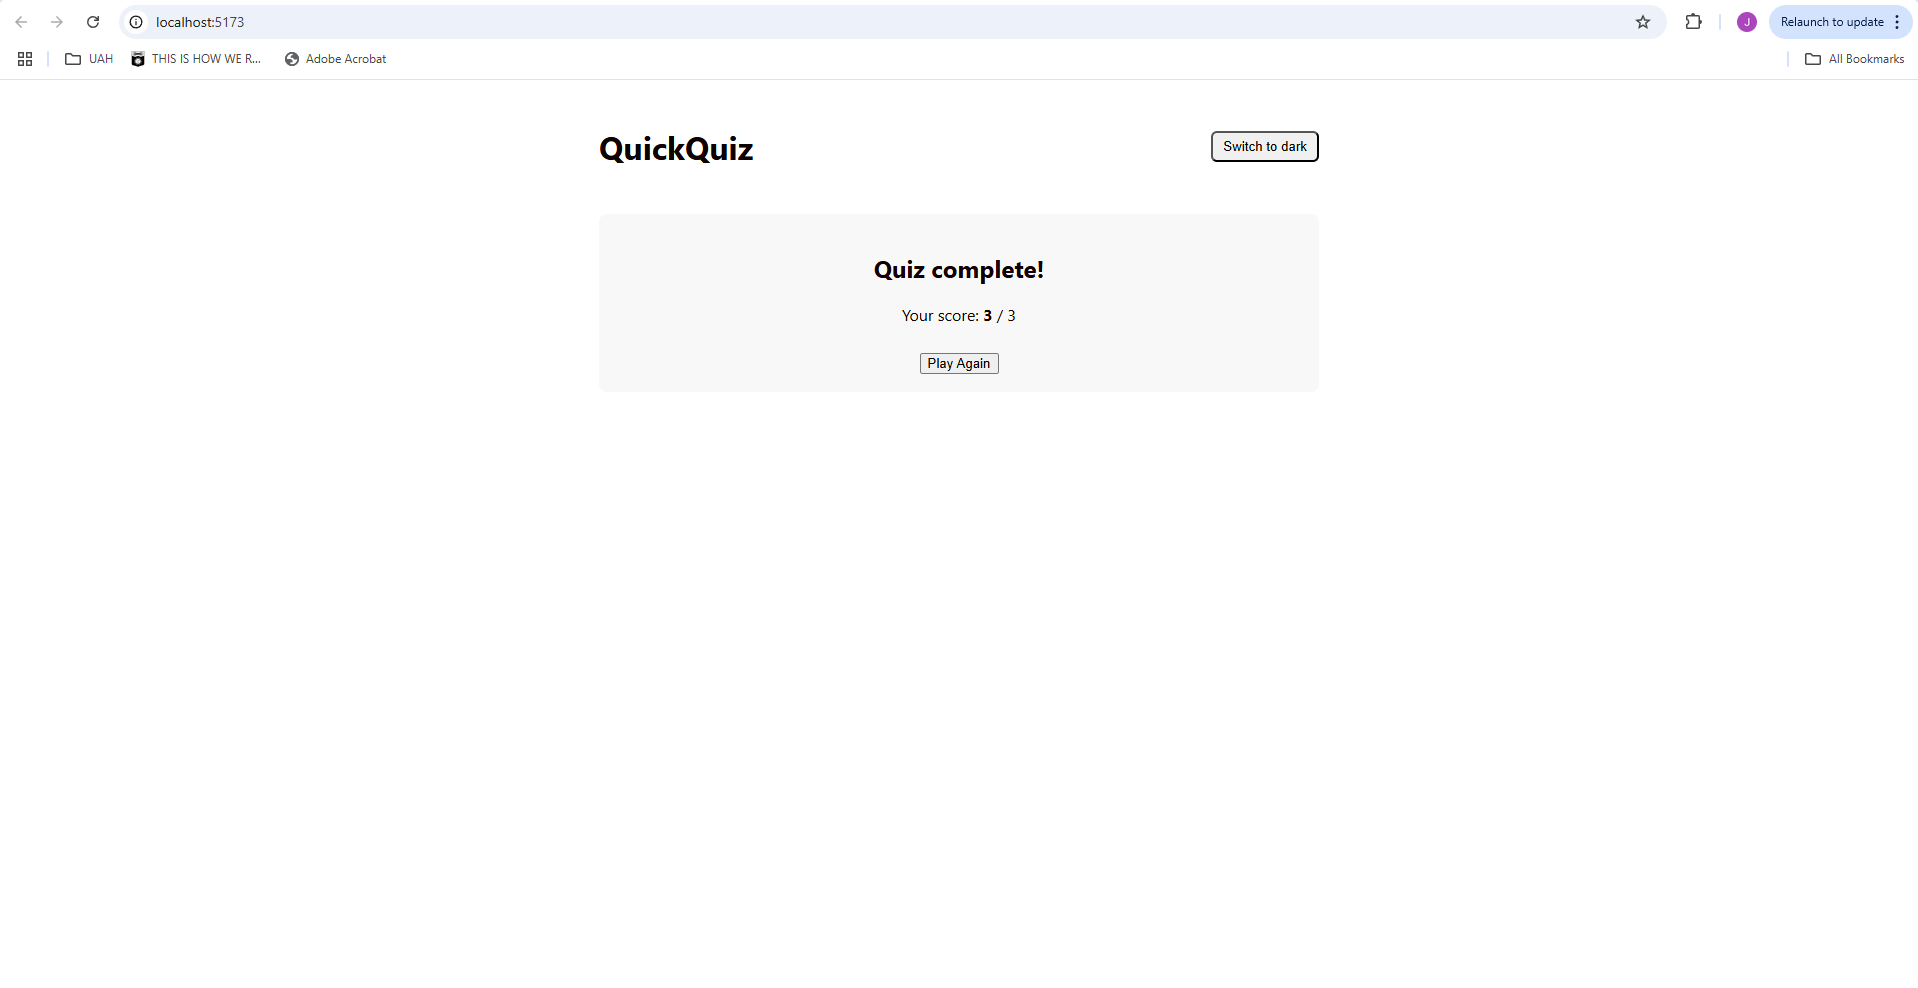 localhost:5173
J
Relaunch to update
UAH
THIS IS HOW WE R...
Adobe Acrobat
All Bookmarks
QuickQuiz
Switch to dark
Quiz complete!
Your score: 3 / 3
Play Again